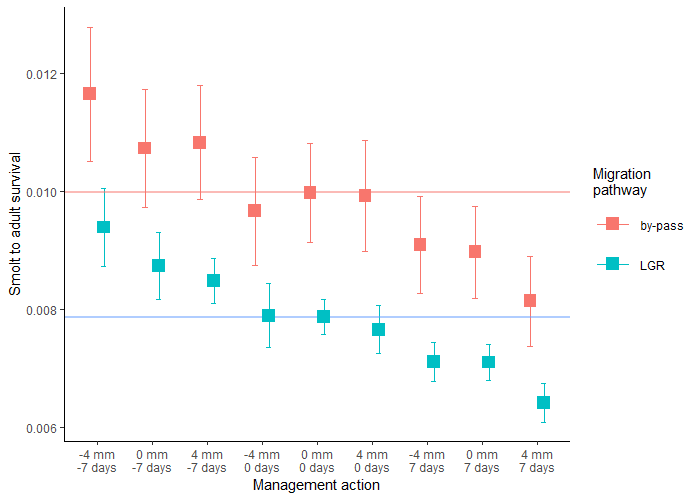 0.012
0.010
0.008
0.006
Smolt to adult survival
-4 mm 0 mm 4 mm -4 mm 0 mm 4 mm -4 mm 0 mm 4 mm
-7 days -7 days -7 days 0 days 0 days 0 days 7 days 7 days 7 days
Management action
Migration
pathway
by-pass
LGR